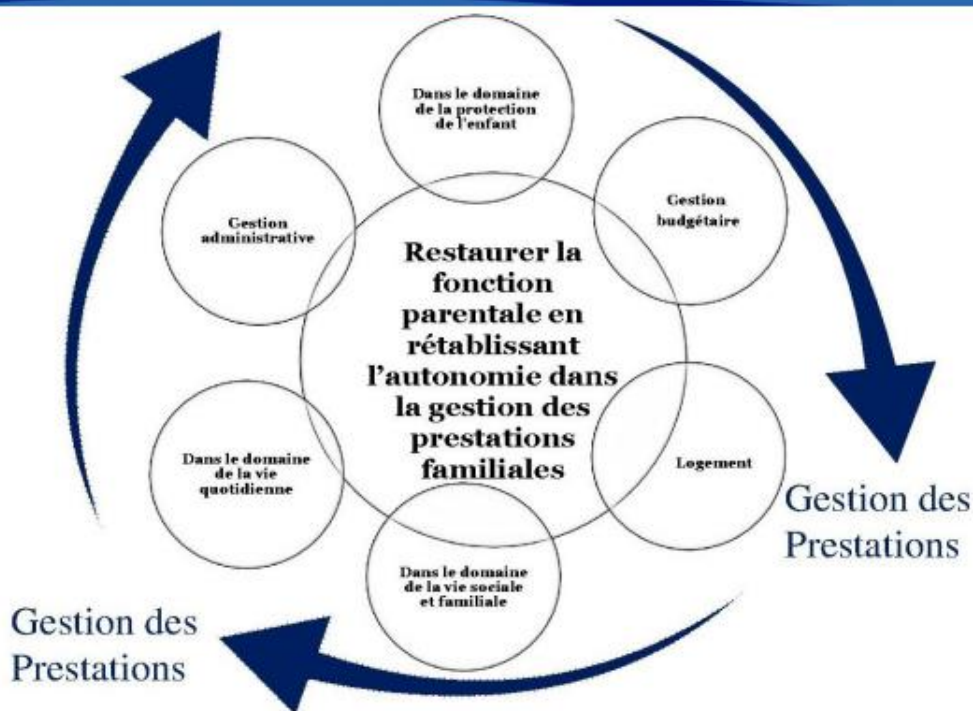 Dans le domaine
de la protection
de l'enfant
Gestion
budgétaire
Gestion
administrative
Restaurer la
fonction
parentale en
rétablissant
l'autonomie dans
la gestion des
prestations
familiales
Dans le domaine
de la vie
quotidienne
Logement
Gestion des
Prestations
Dans le domaine
de la vie sociale
et familiale
Gestion des
Prestations